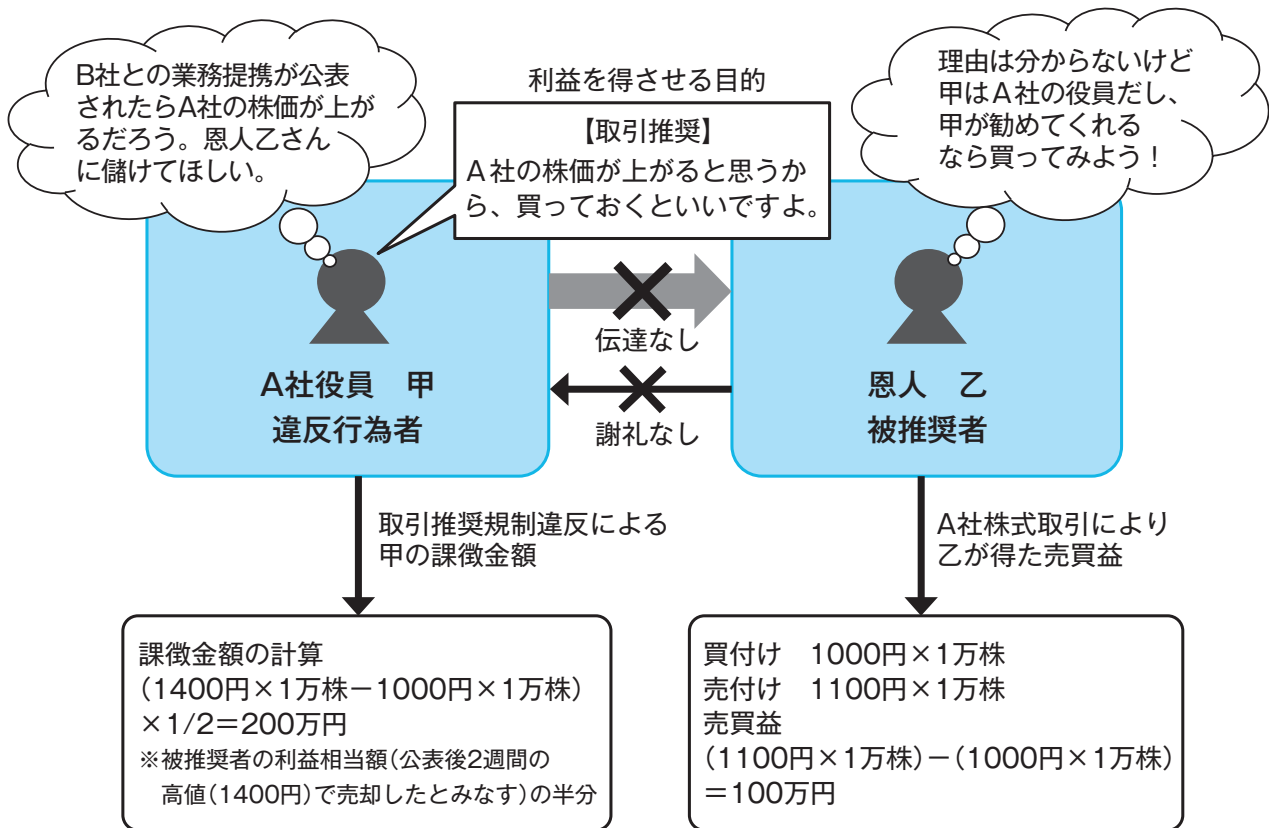 B社との業務提携が公表
されたらA社の株価が上が
るだろう。恩人乙さん
に儲けてほしい。
利益を得させる目的
【取引推奨】
A社の株価が上がると思うか
ら、買っておくといいですよ。
理由は分からないけど
甲はA社の役員だし、
甲が勧めてくれる
なら買ってみよう！
伝達なし
謝礼なし
A社役員　甲
違反行為者
恩人　乙
被推奨者
取引推奨規制違反による
甲の課徴金額
A社株式取引により
乙が得た売買益
課徴金額の計算
（1400円×1万株－1000円×1万株）
×1/2＝200万円
※被推奨者の利益相当額（公表後2週間の
高値（1400円）で売却したとみなす）の半分
買付け　1000円×1万株
売付け　1100円×1万株
売買益
（1100円×1万株）－（1000円×1万株）
＝100万円